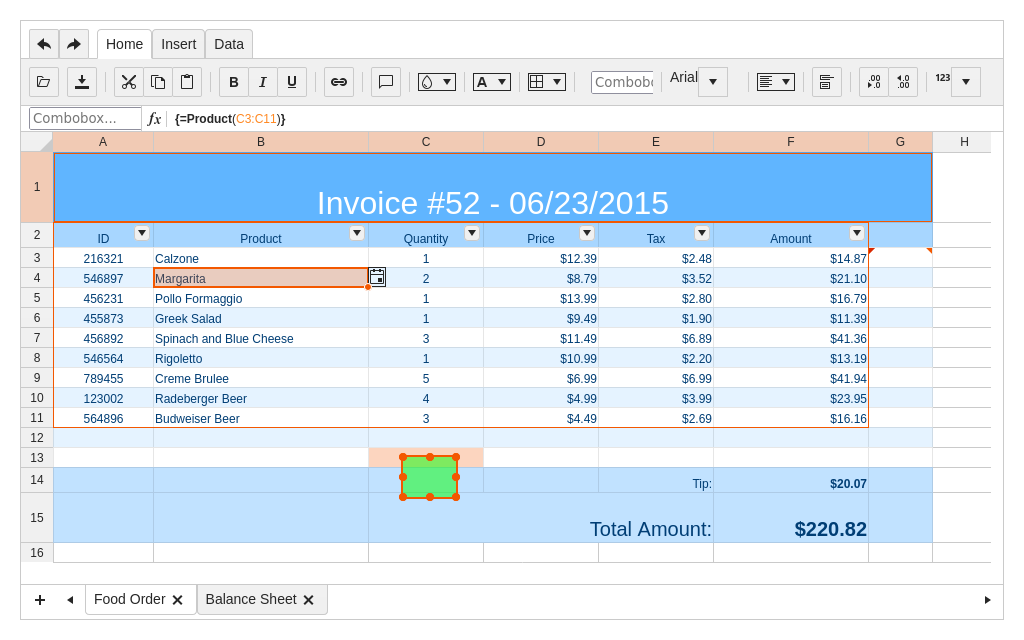 Home Insert Data
B I U A Combobo Arial .00 .0 .0 .00 123
Combobox... fx {=Product(C3:C11)}
A B C D E F G H
1 Invoice #52 - 06/23/2015
2 ID Product Quantity Price Tax Amount
3 216321 Calzone 1 $12.39 $2.48 $14.87
4 546897 Margarita 2 $8.79 $3.52 $21.10
5 456231 Pollo Formaggio 1 $13.99 $2.80 $16.79
6 455873 Greek Salad 1 $9.49 $1.90 $11.39
7 456892 Spinach and Blue Cheese 3 $11.49 $6.89 $41.36
8 546564 Rigoletto 1 $10.99 $2.20 $13.19
9 789455 Creme Brulee 5 $6.99 $6.99 $41.94
10 123002 Radeberger Beer 4 $4.99 $3.99 $23.95
11 564896 Budweiser Beer 3 $4.49 $2.69 $16.16
12
13
14 Tip: $20.07
15 Total Amount: $220.82
16
Food Order Balance Sheet